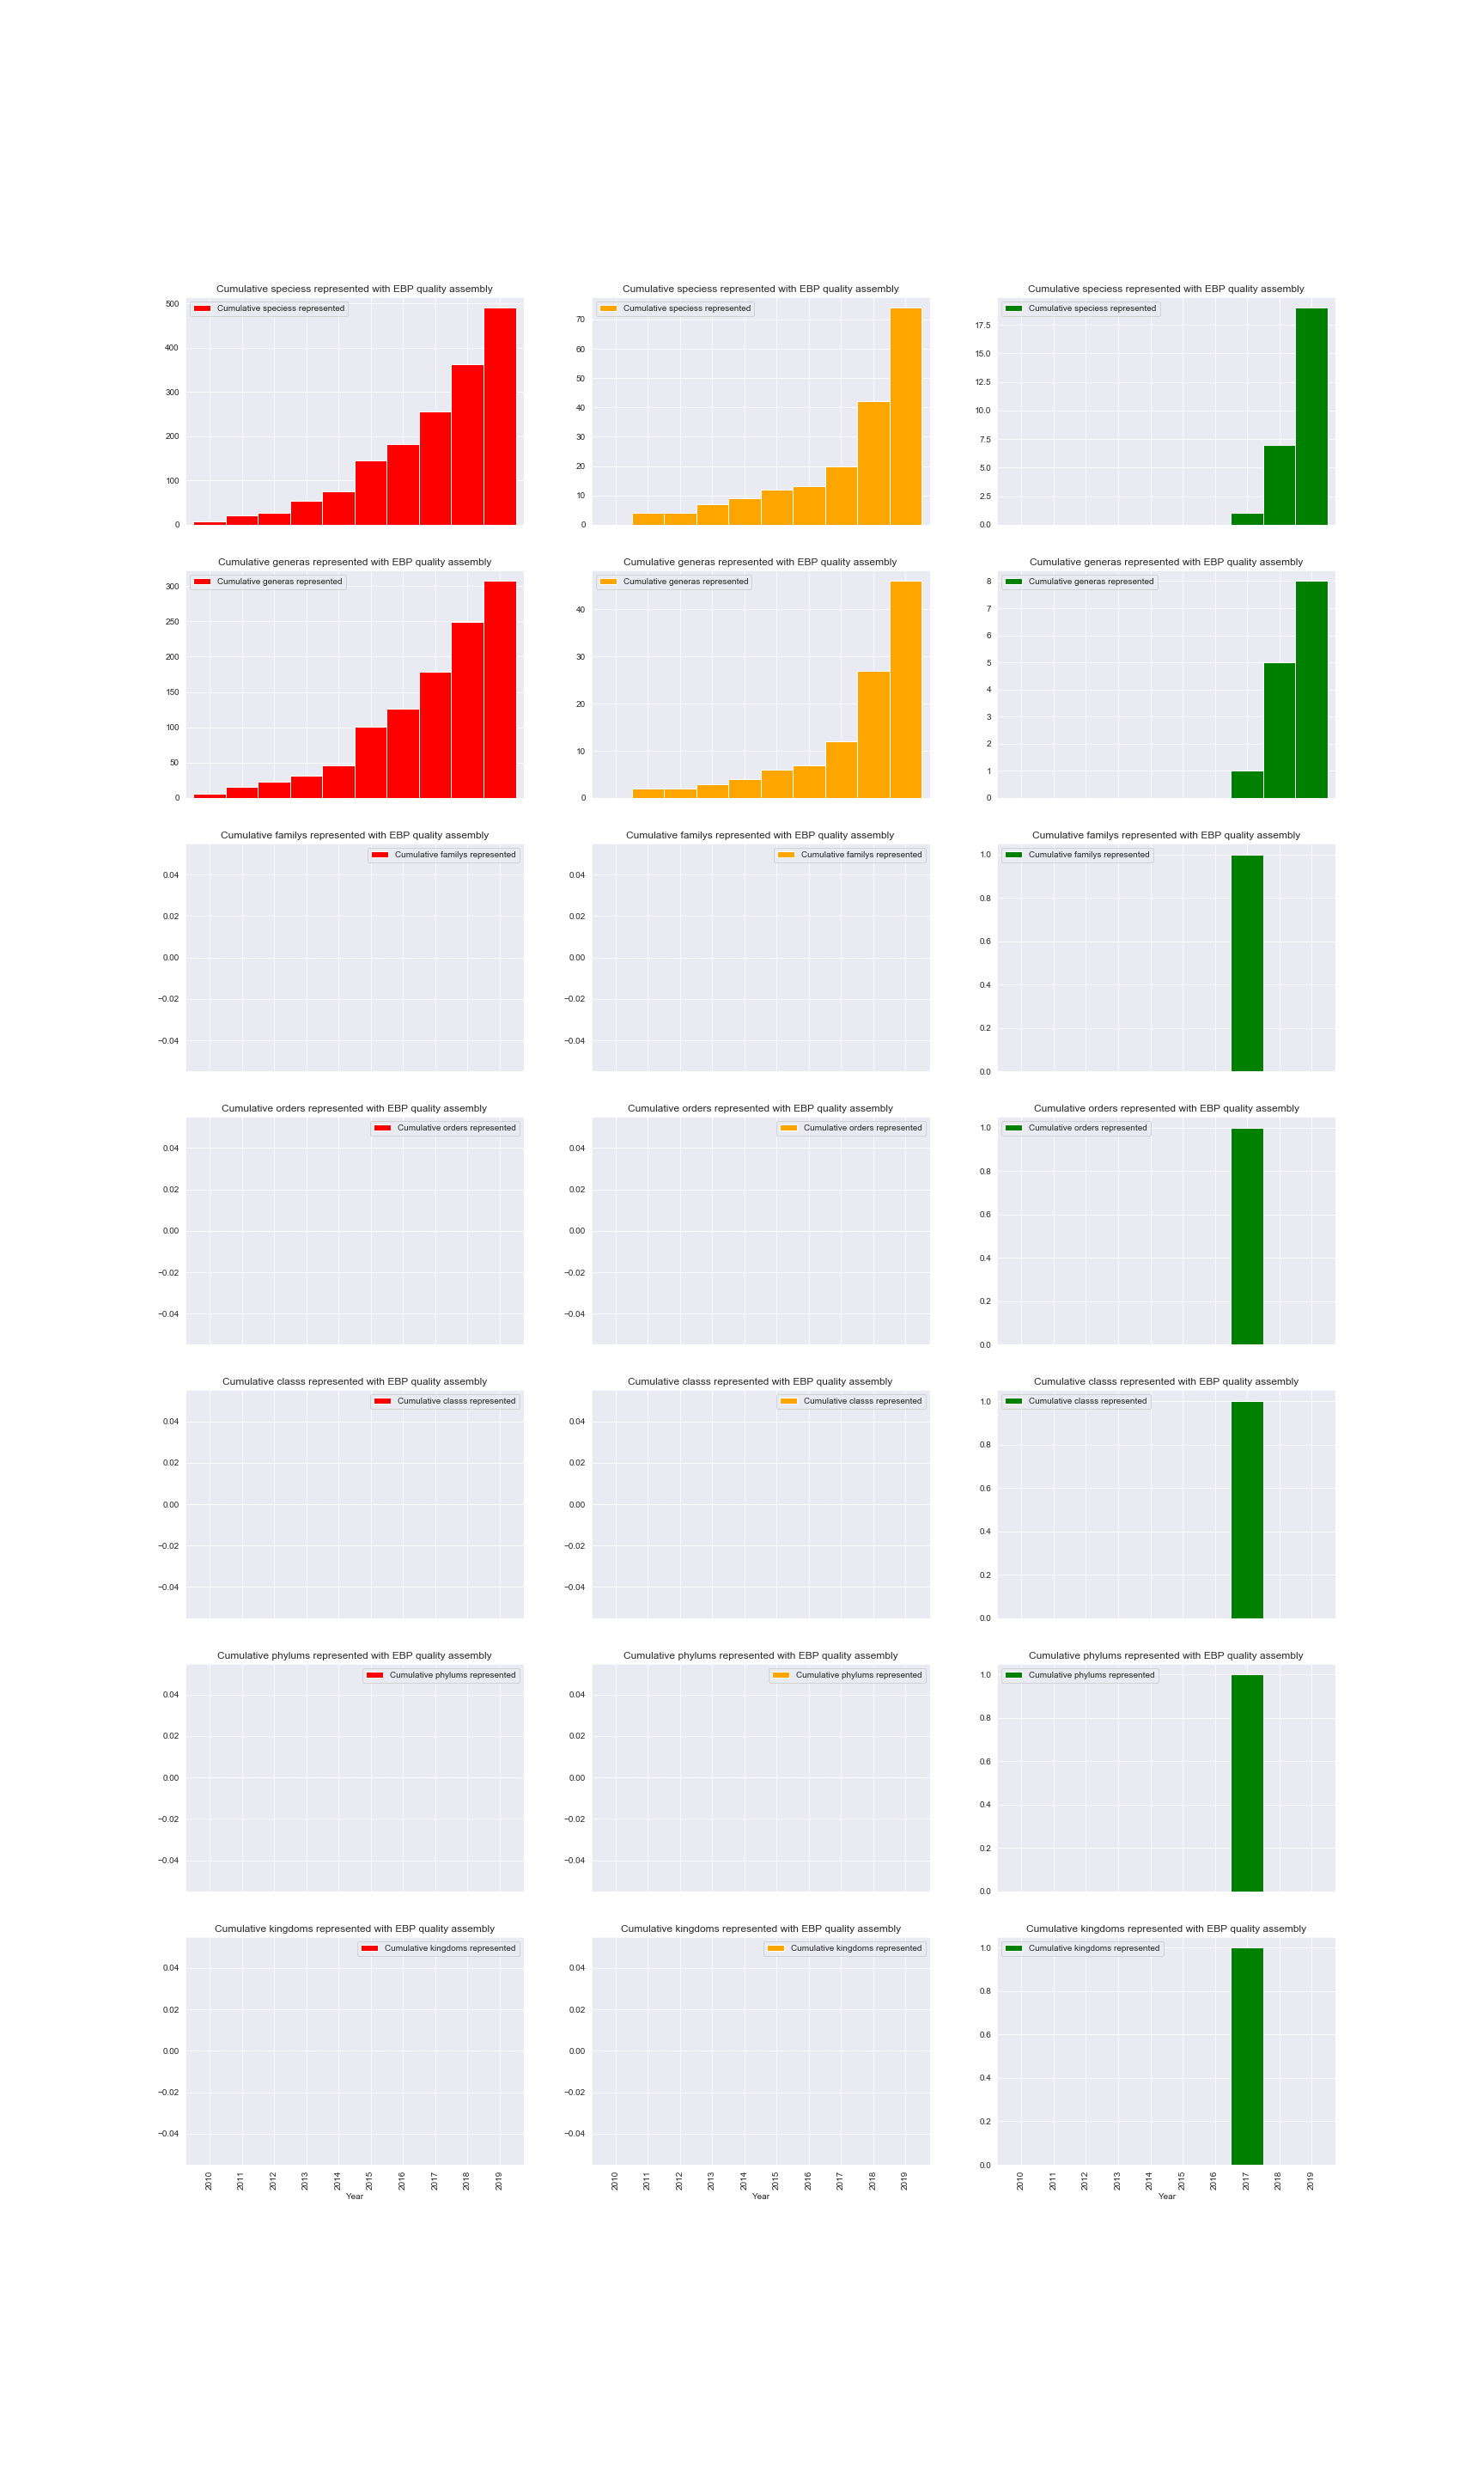 Cumulative speciess represented with EBP quality assembly
Cumulative speciess represented
500
400
300
200
100
0
Cumulative speciess represented with EBP quality assembly
Cumulative speciess represented
70
60
50
40
30
20
10
0
Cumulative speciess represented with EBP quality assembly
Cumulative speciess represented
17.5
15.0
12.5
10.0
7.5
5.0
2.5
0.0
Cumulative generas represented with EBP quality assembly
Cumulative generas represented
300
250
200
150
100
50
0
Cumulative generas represented with EBP quality assembly
Cumulative generas represented
40
30
20
10
0
Cumulative generas represented with EBP quality assembly
Cumulative generas represented
8
7
6
5
4
3
2
1
0
Cumulative familys represented with EBP quality assembly
Cumulative familys represented
0.04
0.02
0.00
−0.02
−0.04
Cumulative familys represented with EBP quality assembly
Cumulative familys represented
0.04
0.02
0.00
−0.02
−0.04
Cumulative familys represented with EBP quality assembly
Cumulative familys represented
1.0
0.8
0.6
0.4
0.2
0.0
Cumulative orders represented with EBP quality assembly
Cumulative orders represented
0.04
0.02
0.00
−0.02
−0.04
Cumulative orders represented with EBP quality assembly
Cumulative orders represented
0.04
0.02
0.00
−0.02
−0.04
Cumulative orders represented with EBP quality assembly
Cumulative orders represented
1.0
0.8
0.6
0.4
0.2
0.0
Cumulative classs represented with EBP quality assembly
Cumulative classs represented
0.04
0.02
0.00
−0.02
−0.04
Cumulative classs represented with EBP quality assembly
Cumulative classs represented
0.04
0.02
0.00
−0.02
−0.04
Cumulative classs represented with EBP quality assembly
Cumulative classs represented
1.0
0.8
0.6
0.4
0.2
0.0
Cumulative phylums represented with EBP quality assembly
Cumulative phylums represented
0.04
0.02
0.00
−0.02
−0.04
Cumulative phylums represented with EBP quality assembly
Cumulative phylums represented
0.04
0.02
0.00
−0.02
−0.04
Cumulative phylums represented with EBP quality assembly
Cumulative phylums represented
1.0
0.8
0.6
0.4
0.2
0.0
Cumulative kingdoms represented with EBP quality assembly
Cumulative kingdoms represented
0.04
0.02
0.00
−0.02
−0.04
2010 2011 2012 2013 2014 2015 2016 2017 2018 2019
Year
Cumulative kingdoms represented with EBP quality assembly
Cumulative kingdoms represented
0.04
0.02
0.00
−0.02
−0.04
2010 2011 2012 2013 2014 2015 2016 2017 2018 2019
Year
Cumulative kingdoms represented with EBP quality assembly
Cumulative kingdoms represented
1.0
0.8
0.6
0.4
0.2
0.0
2010 2011 2012 2013 2014 2015 2016 2017 2018 2019
Year